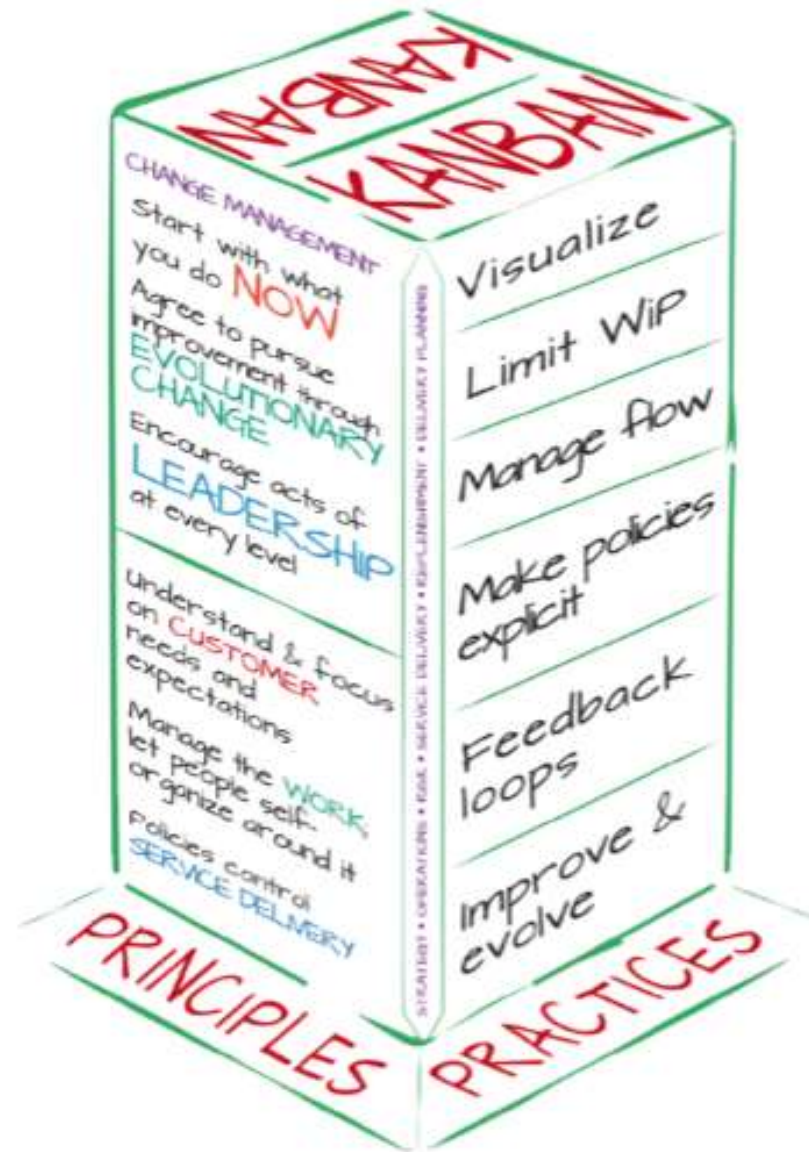 KANBAN
KANBAN
CHANGE MANAGEMENT
Start with what
you do NOW
Agree to pursue
improvement through
EVOLUTIONARY
CHANGE
Encourage acts of
LEADERSHIP
at every level
Understand & focus
on CUSTOMER
needs and
expectations
Manage the WORK,
let people self-
organize around it
Policies control
SERVICE DELIVERY
STRATEGY • OPERATIONS • RISK • SERVICE DELIVERY • REPLENISHMENT • DELIVERY PLANNING
Visualize
Limit WiP
Manage flow
Make policies
explicit
Feedback
loops
Improve &
evolve
PRINCIPLES
PRACTICES